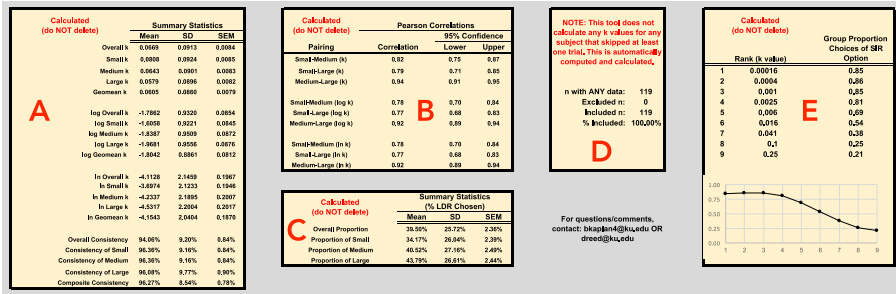 Calculated
(do NOT delete)
Summary Statistics
Mean SD SEM
Overall k 0.0669 0.0913 0.0084
Small k 0.0808 0.0924 0.0085
Medium k 0.0643 0.0901 0.0083
Large k 0.0579 0.0896 0.0082
Geomean k 0.0605 0.0860 0.0079
A
log Overall k -1.7862 0.9320 0.0854
log Small k -1.6058 0.9221 0.0845
log Medium k -1.8387 0.9509 0.0872
log Large k -1.9681 0.9556 0.0876
log Geomean k -1.8042 0.8861 0.0812
ln Overall k -4.1128 2.1459 0.1967
ln Small k -3.6974 2.1233 0.1946
ln Medium k -4.2337 2.1895 0.2007
ln Large k -4.5317 2.2004 0.2017
ln Geomean k -4.1543 2.0404 0.1870
Overall Consistency 94.06% 9.20% 0.84%
Consistency of Small 96.36% 9.16% 0.84%
Consistency of Medium 96.36% 9.16% 0.84%
Consistency of Large 96.08% 9.77% 0.90%
Composite Consistency 96.27% 8.54% 0.78%
Calculated
(do NOT delete)
Pearson Correlations
95% Confidence
Pairing Correlation Lower Upper
Small-Medium (k) 0.82 0.75 0.87
Small-Large (k) 0.79 0.71 0.85
Medium-Large (k) 0.94 0.91 0.95
B
Small-Medium (log k) 0.78 0.70 0.84
Small-Large (log k) 0.77 0.68 0.83
Medium-Large (log k) 0.92 0.89 0.94
Small-Medium (ln k) 0.78 0.70 0.84
Small-Large (ln k) 0.77 0.68 0.83
Medium-Large (ln k) 0.92 0.89 0.94
Calculated
(do NOT delete)
Summary Statistics
(% LDR Chosen)
Mean SD SEM
C
Overall Proportion 39.50% 25.72% 2.36%
Proportion of Small 34.17% 26.04% 2.39%
Proportion of Medium 40.52% 27.16% 2.49%
Proportion of Large 43.79% 26.61% 2.44%
NOTE: This tool does not
calculate any k values for any
subject that skipped at least
one trial. This is automatically
computed and calculated.
n with ANY data: 119
Excluded n: 0
Included n: 119
% Included: 100.00%
D
For questions/comments,
contact: bkaplan4@ku.edu OR
dreed@ku.edu
Calculated
(do NOT delete)
Group Proportion
Choices of SIR
Rank (k value) Option
1 0.00016 0.85
2 0.0004 0.86
3 0.001 0.85
4 0.0025 0.81
5 0.006 0.69
6 0.016 0.54
7 0.041 0.38
8 0.1 0.25
9 0.25 0.21
E
1.00
0.75
0.50
0.25
0.00
1 2 3 4 5 6 7 8 9